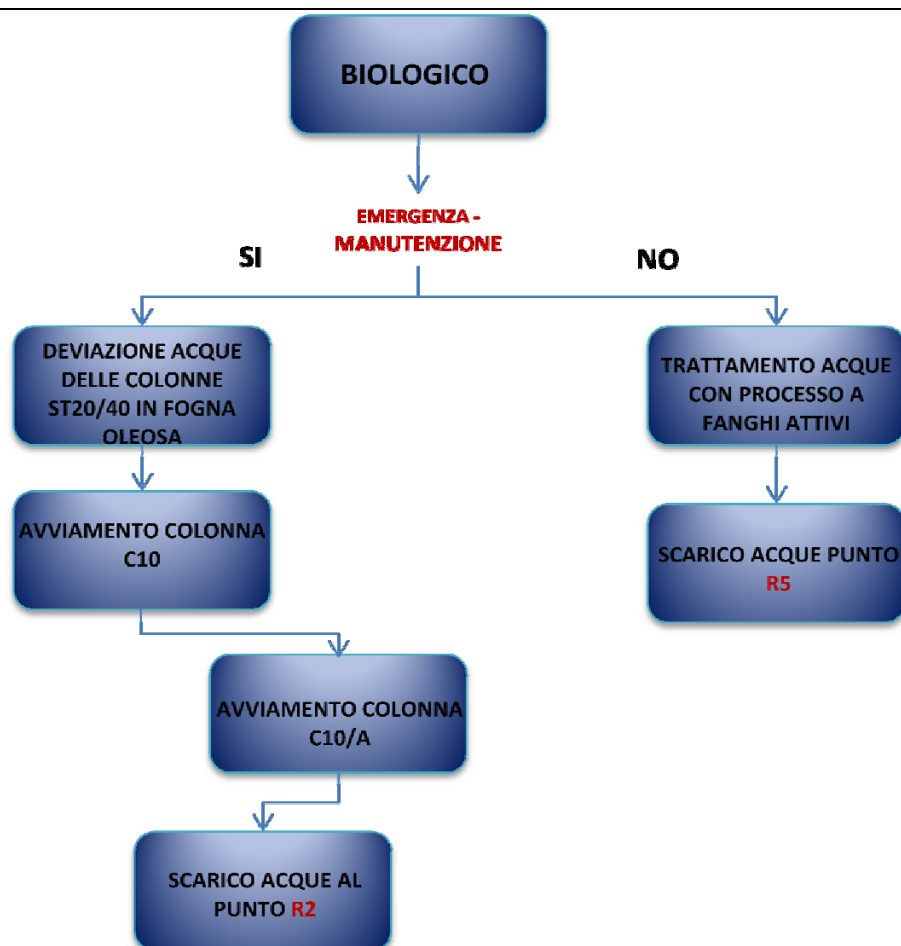 BIOLOGICO
EMERGENZA -
MANUTENZIONE
SI
NO
DEVIAZIONE ACQUE
DELLE COLONNE
ST20/40 IN FOGNA
OLEOSA
TRATTAMENTO ACQUE
CON PROCESSO A
FANGHI ATTIVI
AVVIAMENTO COLONNA
C10
SCARICO ACQUE PUNTO
R5
AVVIAMENTO COLONNA
C10/A
SCARICO ACQUE AL
PUNTO R2